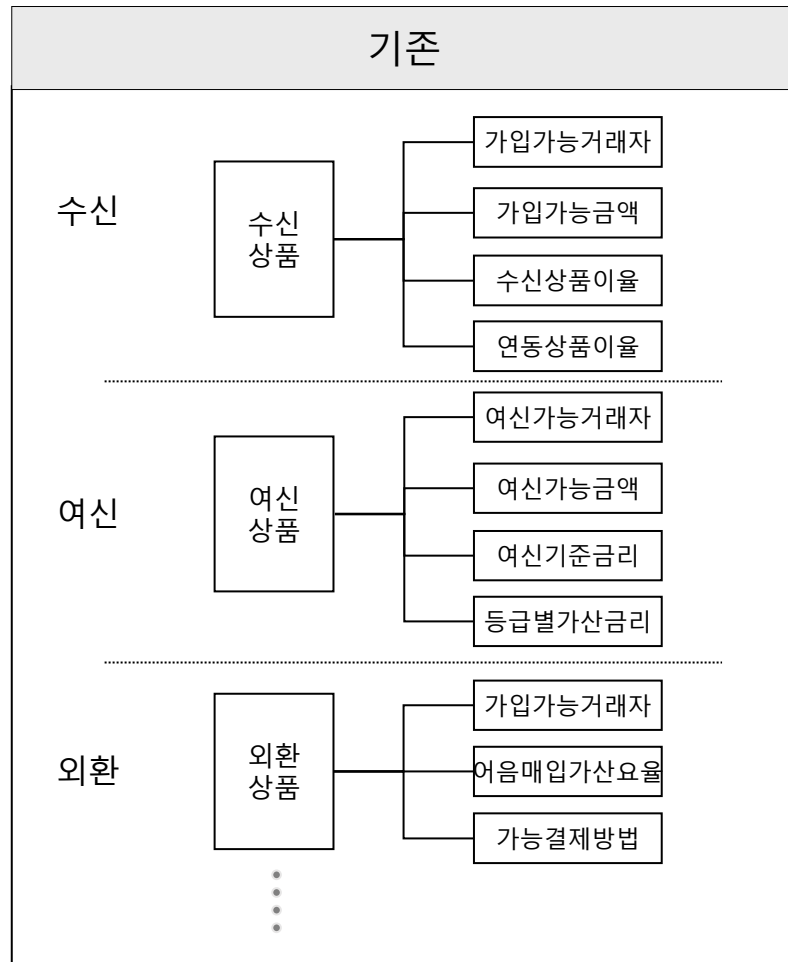 기존
수신
수신
상품
가입가능거래자
가입가능금액
수신상품이율
연동상품이율
여신
여신
상품
여신가능거래자
여신가능금액
여신기준금리
등급별가산금리
외환
외환
상품
가입가능거래자
어음매입가산요율
가능결제방법